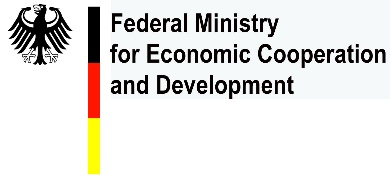 Federal Ministry
for Economic Cooperation
and Development